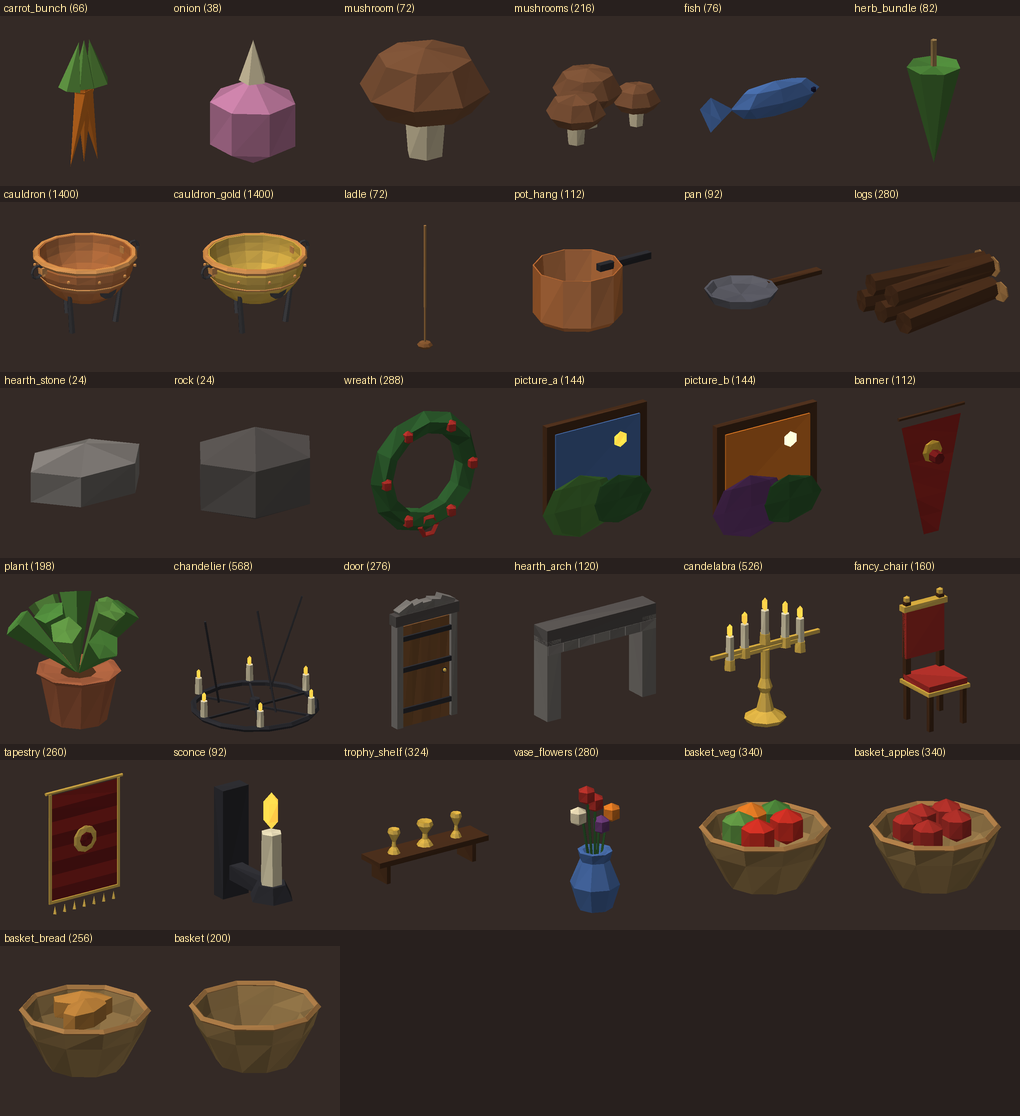 carrot_bunch (66) onion (38) mushroom (72) mushrooms (216) fish (76) herb_bundle (82)
cauldron (1400) cauldron_gold (1400) ladle (72) pot_hang (112) pan (92) logs (280)
hearth_stone (24) rock (24) wreath (288) picture_a (144) picture_b (144) banner (112)
plant (198) chandelier (568) door (276) hearth_arch (120) candelabra (526) fancy_chair (160)
tapestry (260) sconce (92) trophy_shelf (324) vase_flowers (280) basket_veg (340) basket_apples (340)
basket_bread (256) basket (200)